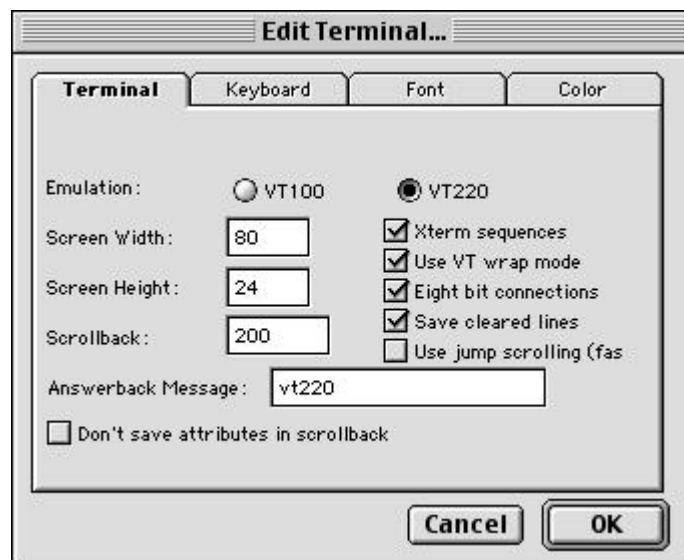 Edit Terminal...
Terminal Keyboard Font Color
Emulation: VT100 VT220
Screen Width: 80
Xterm sequences
Use VT wrap mode
Screen Height: 24
Eight bit connections
Save cleared lines
Scrollback: 200
Use jump scrolling (fas
Answerback Message: vt220
Don't save attributes in scrollback
Cancel OK